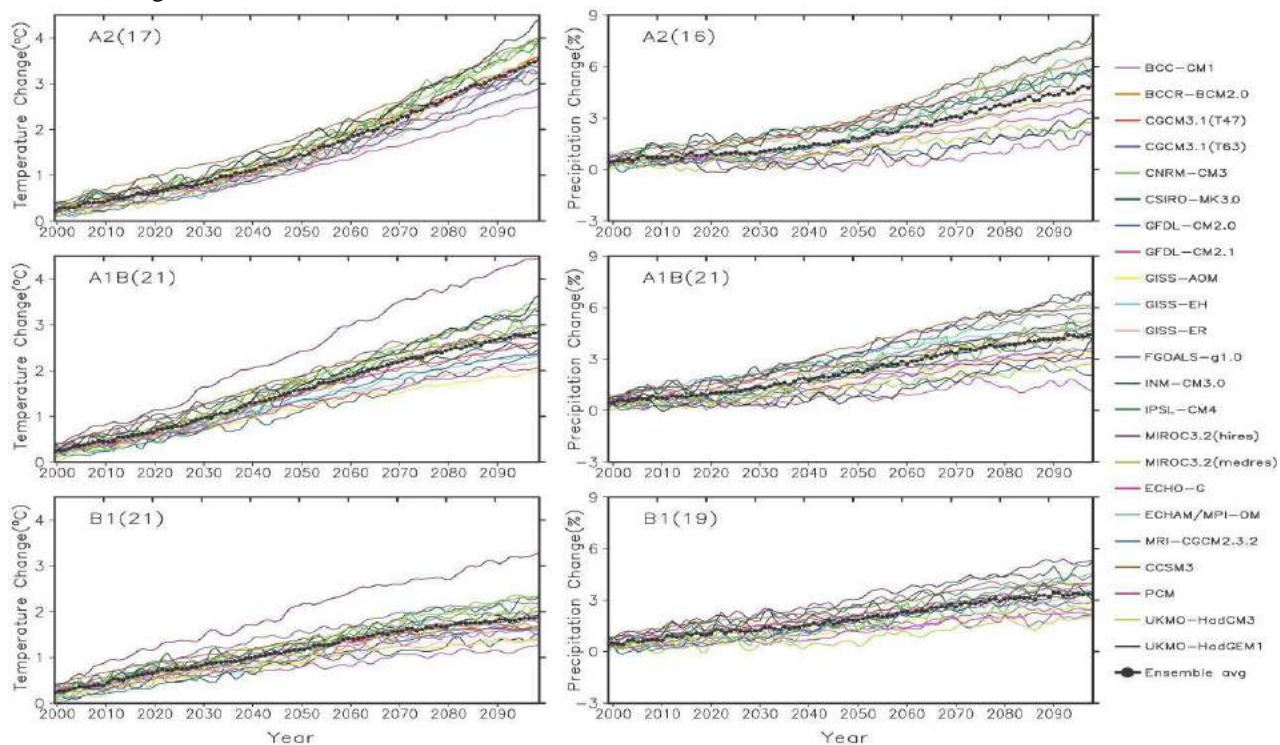 A2(17)
Temperature Change(ºC)
4
3
2
1
0
2000 2010 2020 2030 2040 2050 2060 2070 2080 2090
A2(16)
Precipitation Change(%)
9
6
3
0
−3
2000 2010 2020 2030 2040 2050 2060 2070 2080 2090
A1B(21)
Temperature Change(ºC)
4
3
2
1
0
2000 2010 2020 2030 2040 2050 2060 2070 2080 2090
A1B(21)
Precipitation Change(%)
9
6
3
0
−3
2000 2010 2020 2030 2040 2050 2060 2070 2080 2090
B1(21)
Temperature Change(ºC)
4
3
2
1
0
2000 2010 2020 2030 2040 2050 2060 2070 2080 2090
Year
B1(19)
Precipitation Change(%)
9
6
3
0
−3
2000 2010 2020 2030 2040 2050 2060 2070 2080 2090
Year
BCC−CM1
BCCR−BCM2.0
CGCM3.1(T47)
CGCM3.1(T63)
CNRM−CM3
CSIRO−MK3.0
GFDL−CM2.0
GFDL−CM2.1
GISS−AOM
GISS−EH
GISS−ER
FGOALS−g1.0
INM−CM3.0
IPSL−CM4
MIROC3.2(hires)
MIROC3.2(medres)
ECHO−G
ECHAM/MPI−OM
MRI−CGCM2.3.2
CCSM3
PCM
UKMO−HadCM3
UKMO−HadGEM1
Ensemble avg